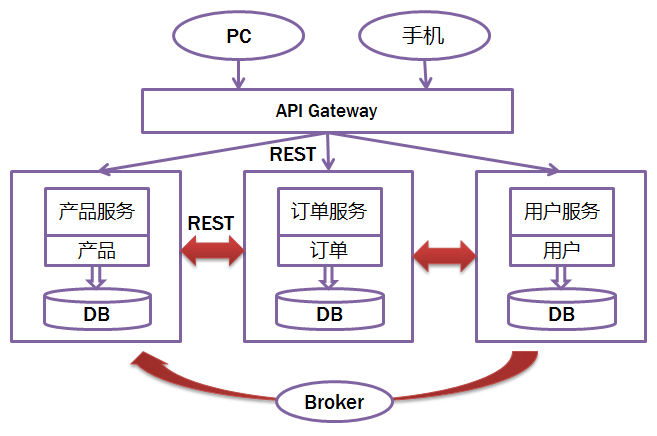 PC
手机
API Gateway
REST
产品服务
产品
DB
REST
订单服务
订单
DB
用户服务
用户
DB
Broker